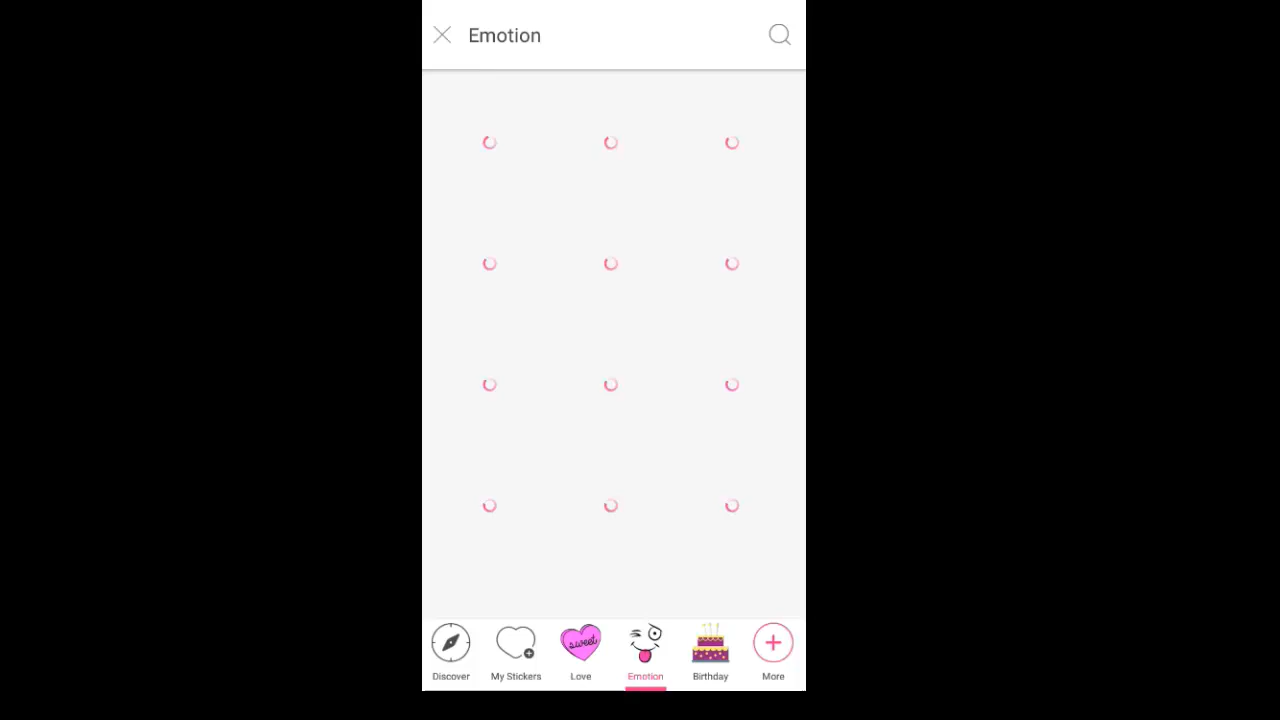 Emotion
sweet
Discover
My Stickers
Love
Emotion
Birthday
More